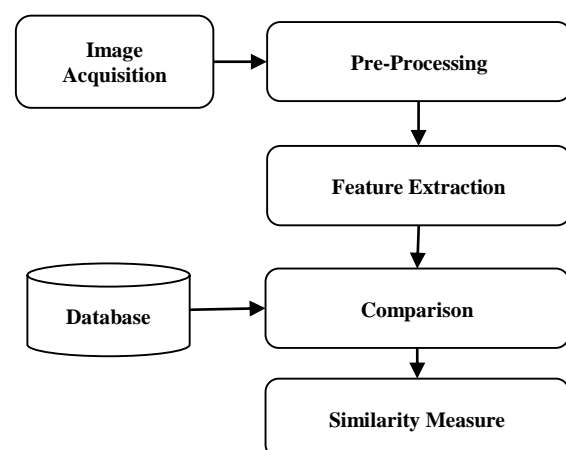 Image
Acquisition
Pre-Processing
Feature Extraction
Database
Comparison
Similarity Measure